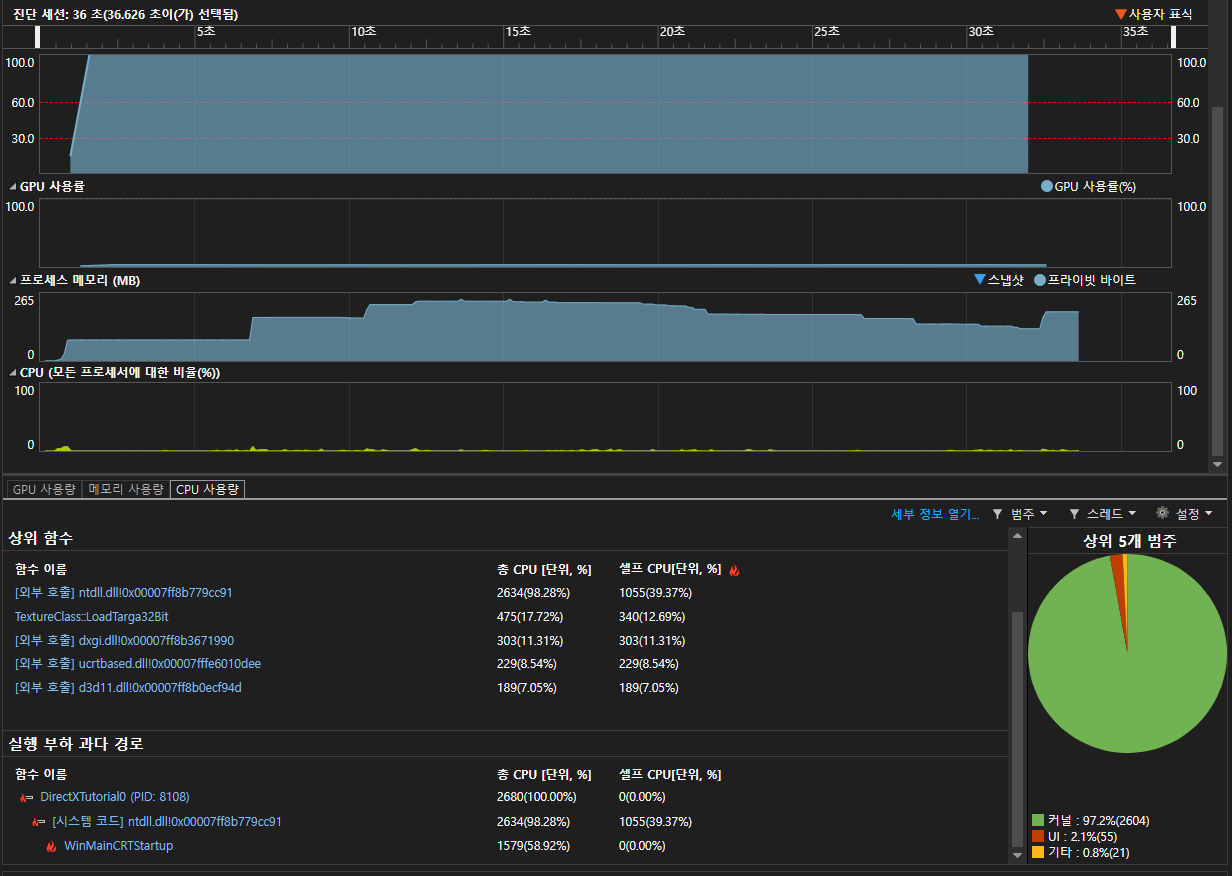 진단 세션: 36 초(36.626 초이(가) 선택됨) 사용자 표식
5초 10초 15초 20초 25초 30초 35초
100.0 100.0
60.0 60.0
30.0 30.0
GPU 사용률 GPU 사용률(%)
100.0 100.0
프로세스 메모리 (MB) 스냅샷 프라이빗 바이트
265 265
0 0
CPU (모든 프로세서에 대한 비율(%))
100 100
0 0
GPU 사용량 메모리 사용량 CPU 사용량
세부 정보 열기... 범주 스레드 설정
상위 함수
함수 이름 총 CPU [단위, %] 셀프 CPU[단위, %]
[외부 호출] ntdll.dll!0x00007ff8b779cc91 2634(98.28%) 1055(39.37%)
TextureClass::LoadTarga32Bit 475(17.72%) 340(12.69%)
[외부 호출] dxgi.dll!0x00007ff8b3671990 303(11.31%) 303(11.31%)
[외부 호출] ucrtbased.dll!0x00007fffe6010dee 229(8.54%) 229(8.54%)
[외부 호출] d3d11.dll!0x00007ff8b0ecf94d 189(7.05%) 189(7.05%)
실행 부하 과다 경로
함수 이름 총 CPU [단위, %] 셀프 CPU[단위, %]
DirectXTutorial0 (PID: 8108) 2680(100.00%) 0(0.00%)
[시스템 코드] ntdll.dll!0x00007ff8b779cc91 2634(98.28%) 1055(39.37%)
WinMainCRTStartup 1579(58.92%) 0(0.00%)
상위 5개 범주
커널 : 97.2%(2604)
UI : 2.1%(55)
기타 : 0.8%(21)